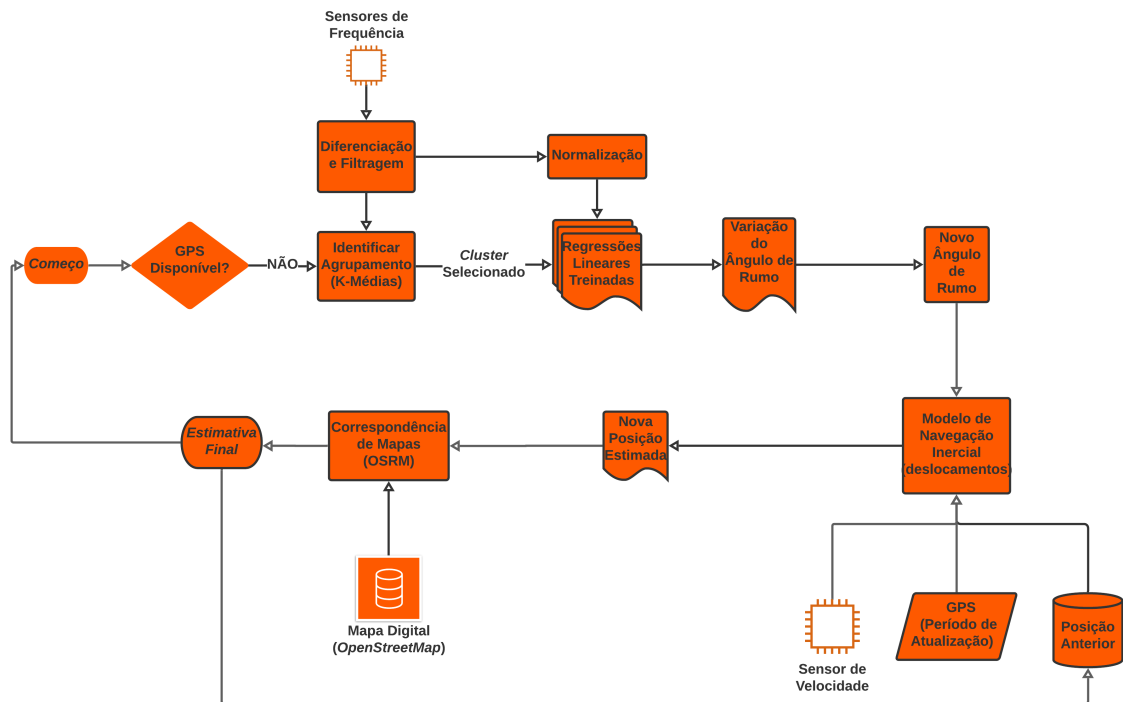 Sensores de
Frequência
Diferenciação
e Filtragem
Normalização
Começo
GPS
Disponível?
NÃO
Identificar
Agrupamento
(K-Médias)
Cluster
Selecionado
Regressões
Lineares
Treinadas
Variação
do
Ângulo de
Rumo
Novo
Ângulo
de
Rumo
Estimativa
Final
Correspondência
de Mapas
(OSRM)
Nova
Posição
Estimada
Modelo de
Navegação
Inercial
(deslocamentos)
Mapa Digital
(OpenStreetMap)
Sensor de
Velocidade
GPS
(Período de
Atualização)
Posição
Anterior